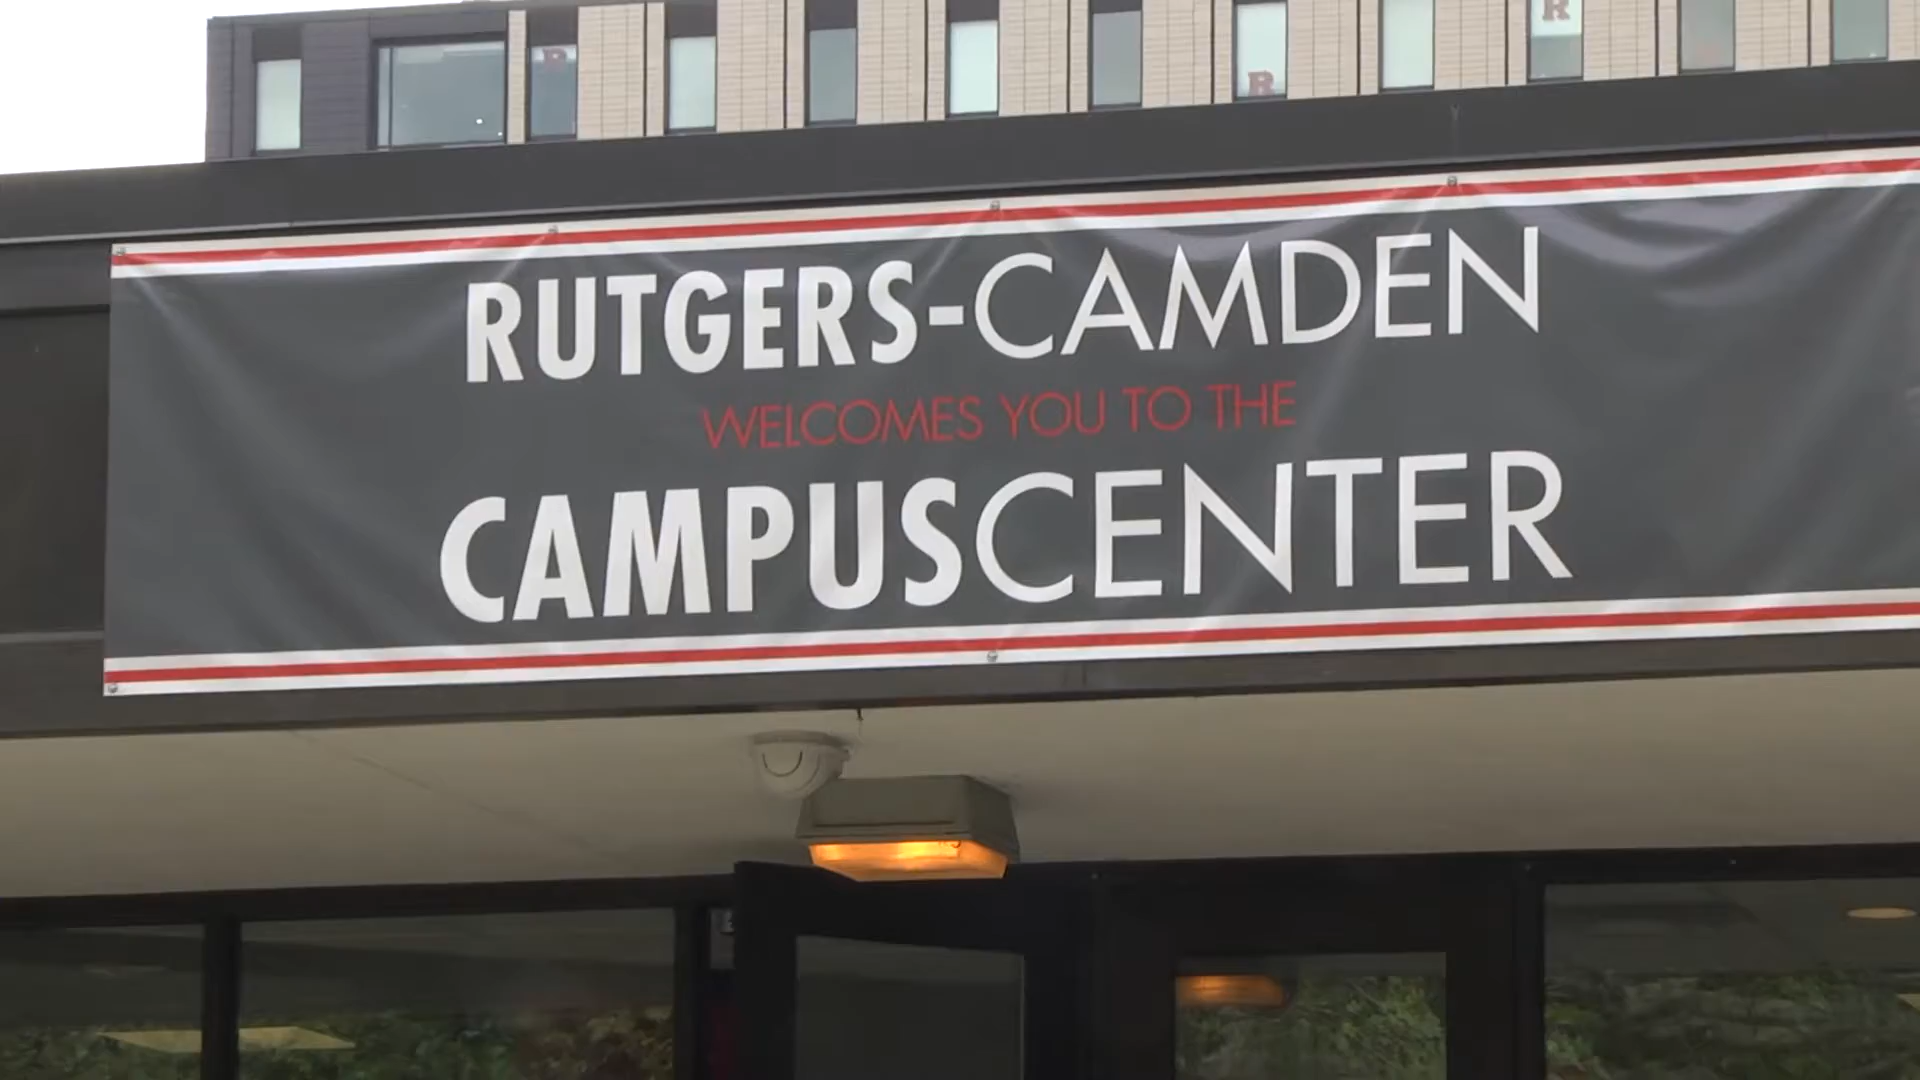 R
R
R
RUTGERS-CAMDEN
WELCOMES YOU TO THE
CAMPUSCENTER